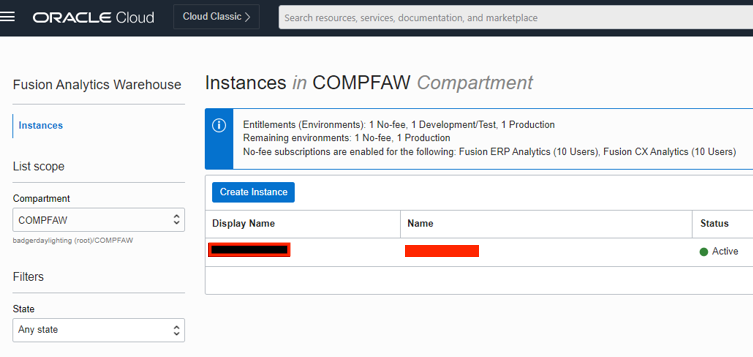 ORACLE Cloud
Cloud Classic >
Search resources, services, documentation, and marketplace
Fusion Analytics Warehouse
Instances
List scope
Compartment
COMPFAW
badgerdaylighting (root)/COMPFAW
Filters
State
Any state
Instances in COMPFAW Compartment
Entitlements (Environments): 1 No-fee, 1 Development/Test, 1 Production
Remaining environments: 1 No-fee, 1 Production
No-fee subscriptions are enabled for the following: Fusion ERP Analytics (10 Users), Fusion CX Analytics (10 Users)
Create Instance
Display Name Name Status
Active